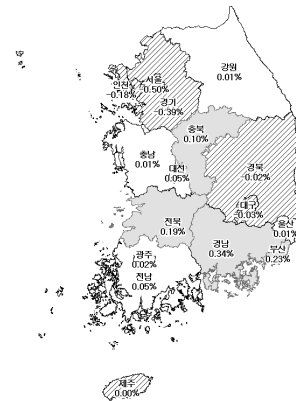 강원
0.01%
서울
-0.50%
인천
-0.18%
경기
-0.39%
충북
0.10%
충남
0.01%
대전
0.05%
경북
-0.02%
대구
-0.03%
울산
0.01%
전북
0.19%
경남
0.34%
부산
0.23%
광주
0.02%
전남
0.05%
제주
0.00%